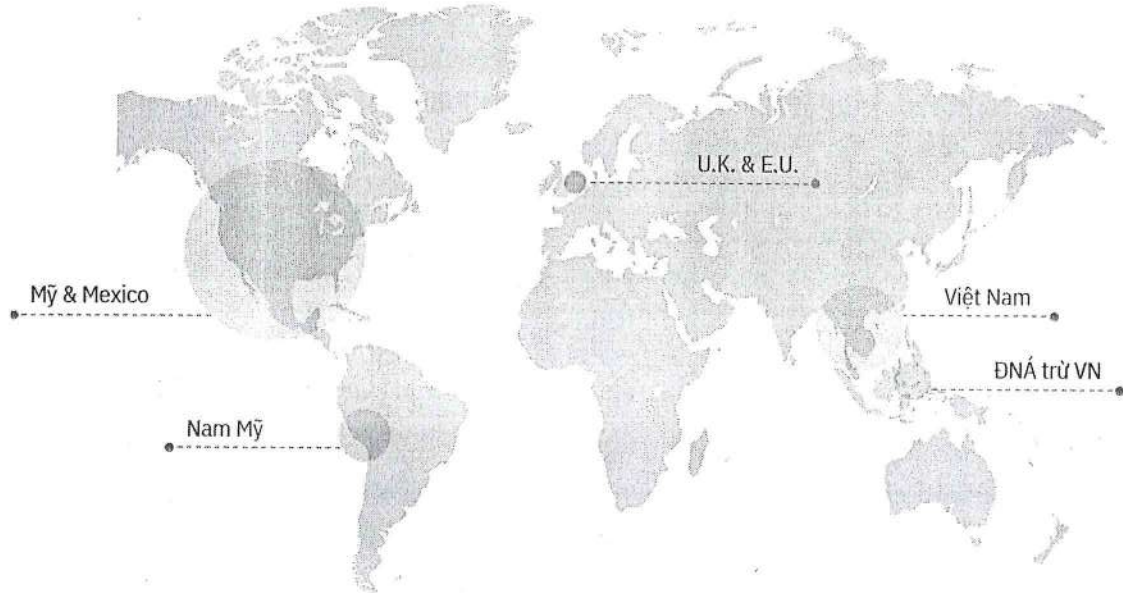 U.K. & E.U.
Mỹ & Mexico
Việt Nam
ĐNÁ trừ VN
Nam Mỹ